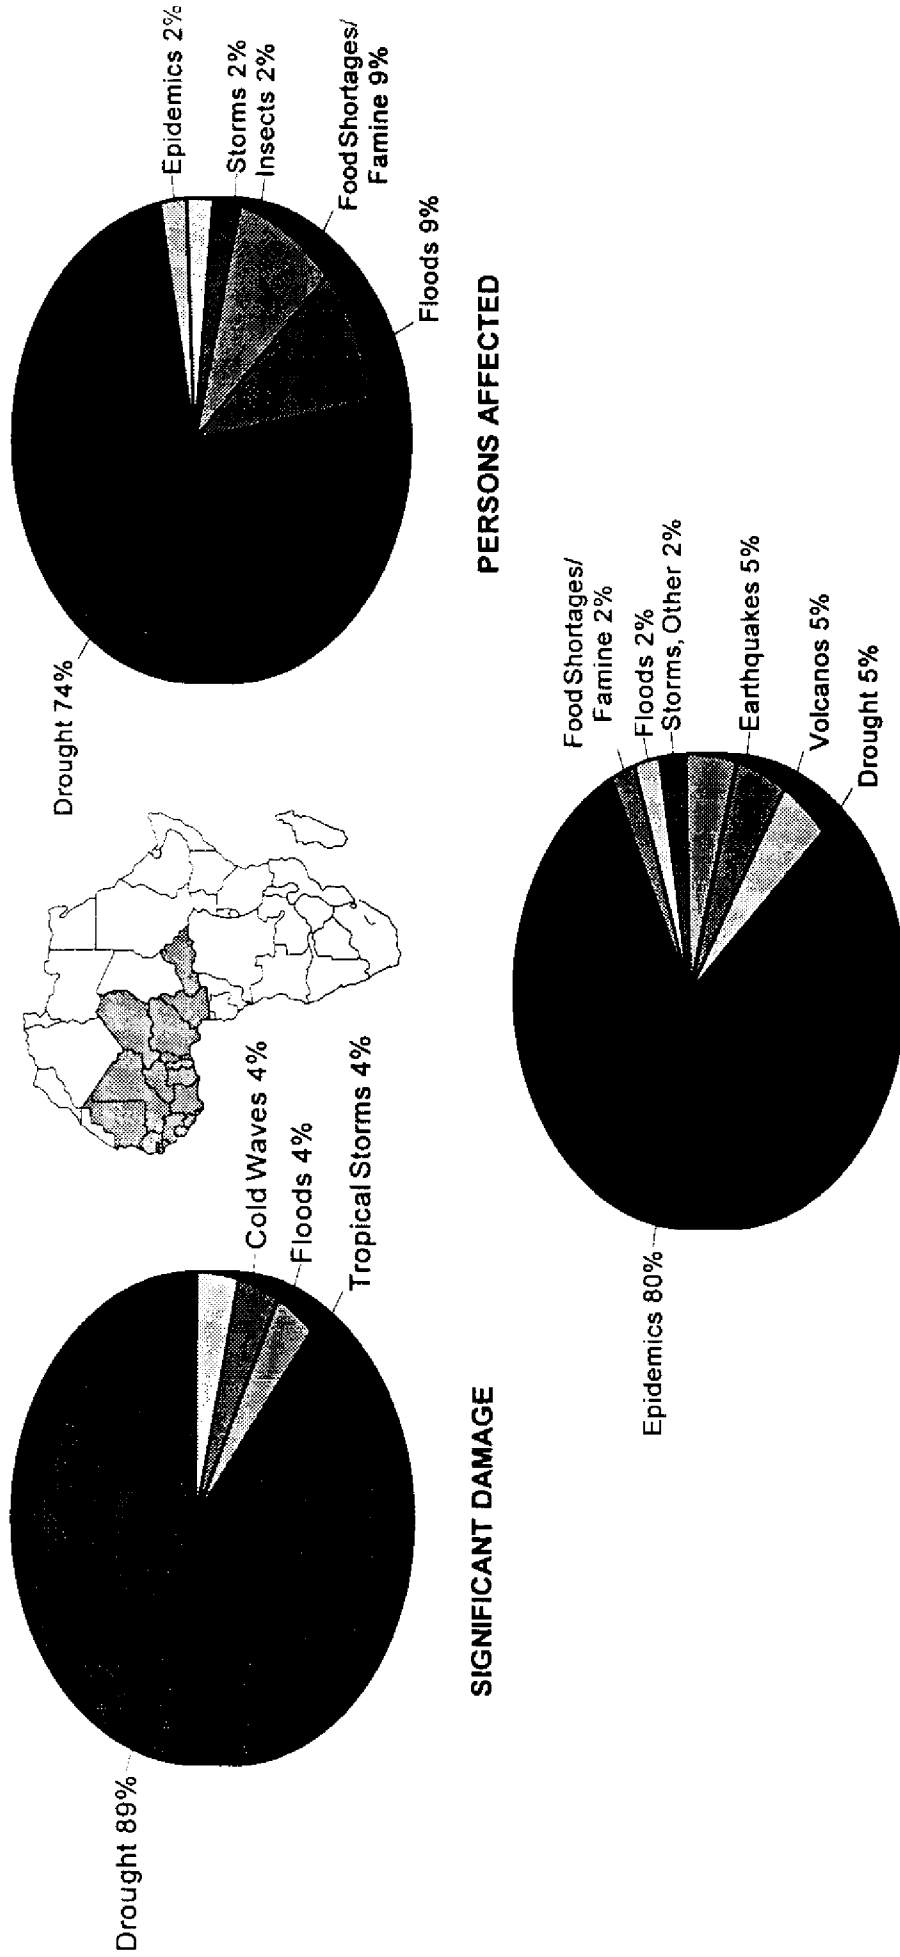 Drought 89%
Cold Waves 4%
Floods 4%
Tropical Storms 4%
SIGNIFICANT DAMAGE
Drought 74%
Epidemics 2%
Storms 2%
Insects 2%
Food Shortages/
Famine 9%
Floods 9%
PERSONS AFFECTED
Epidemics 80%
Food Shortages/
Famine 2%
Floods 2%
Storms, Other 2%
Earthquakes 5%
Volcanos 5%
Drought 5%